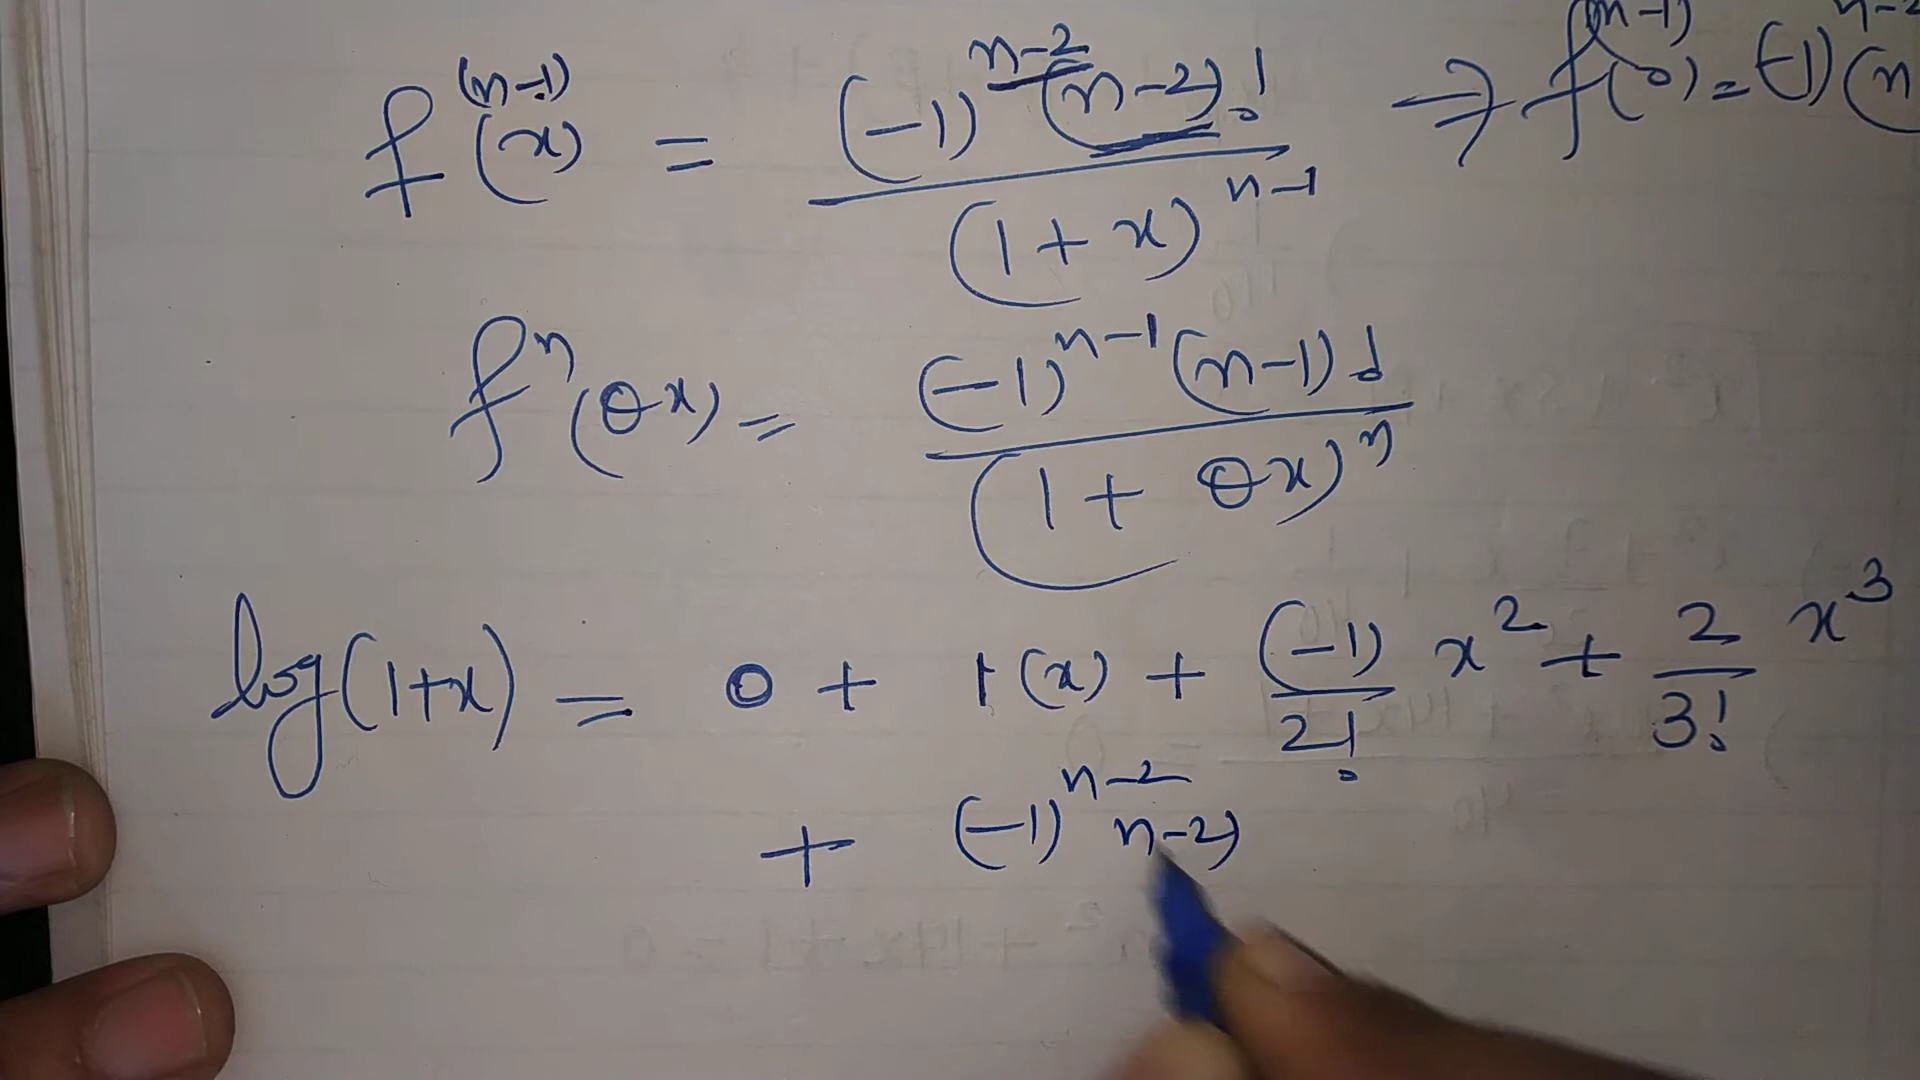 f^(n-1)(x) = (-1)^(n-2) (n-2)! / (1+x)^(n-1) ⇒ f^(n-1)(0) = (-1)^(n-2) (n
f^n(θx) = (-1)^(n-1) (n-1)! / (1 + θx)^n
log(1+x) = 0 + 1(x) + (-1)/2! x^2 + 2/3! x^3
+ (-1)^(n-2) n-2)